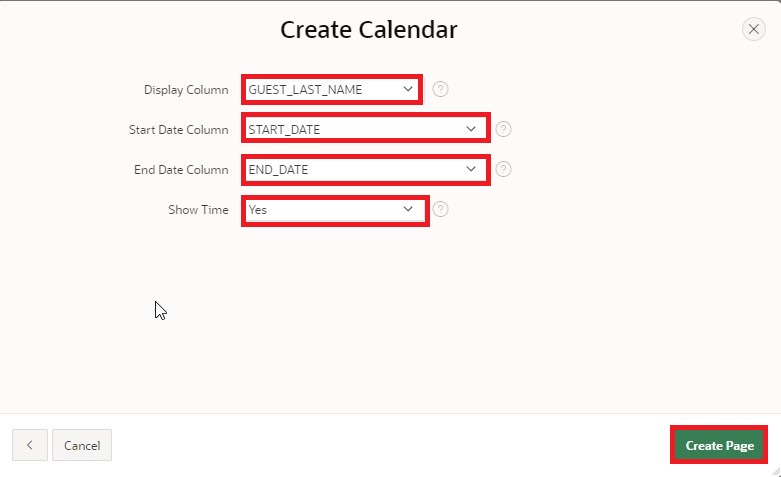 Create Calendar
Display Column GUEST_LAST_NAME ?
Start Date Column START_DATE ?
End Date Column END_DATE ?
Show Time Yes ?
Cancel Create Page